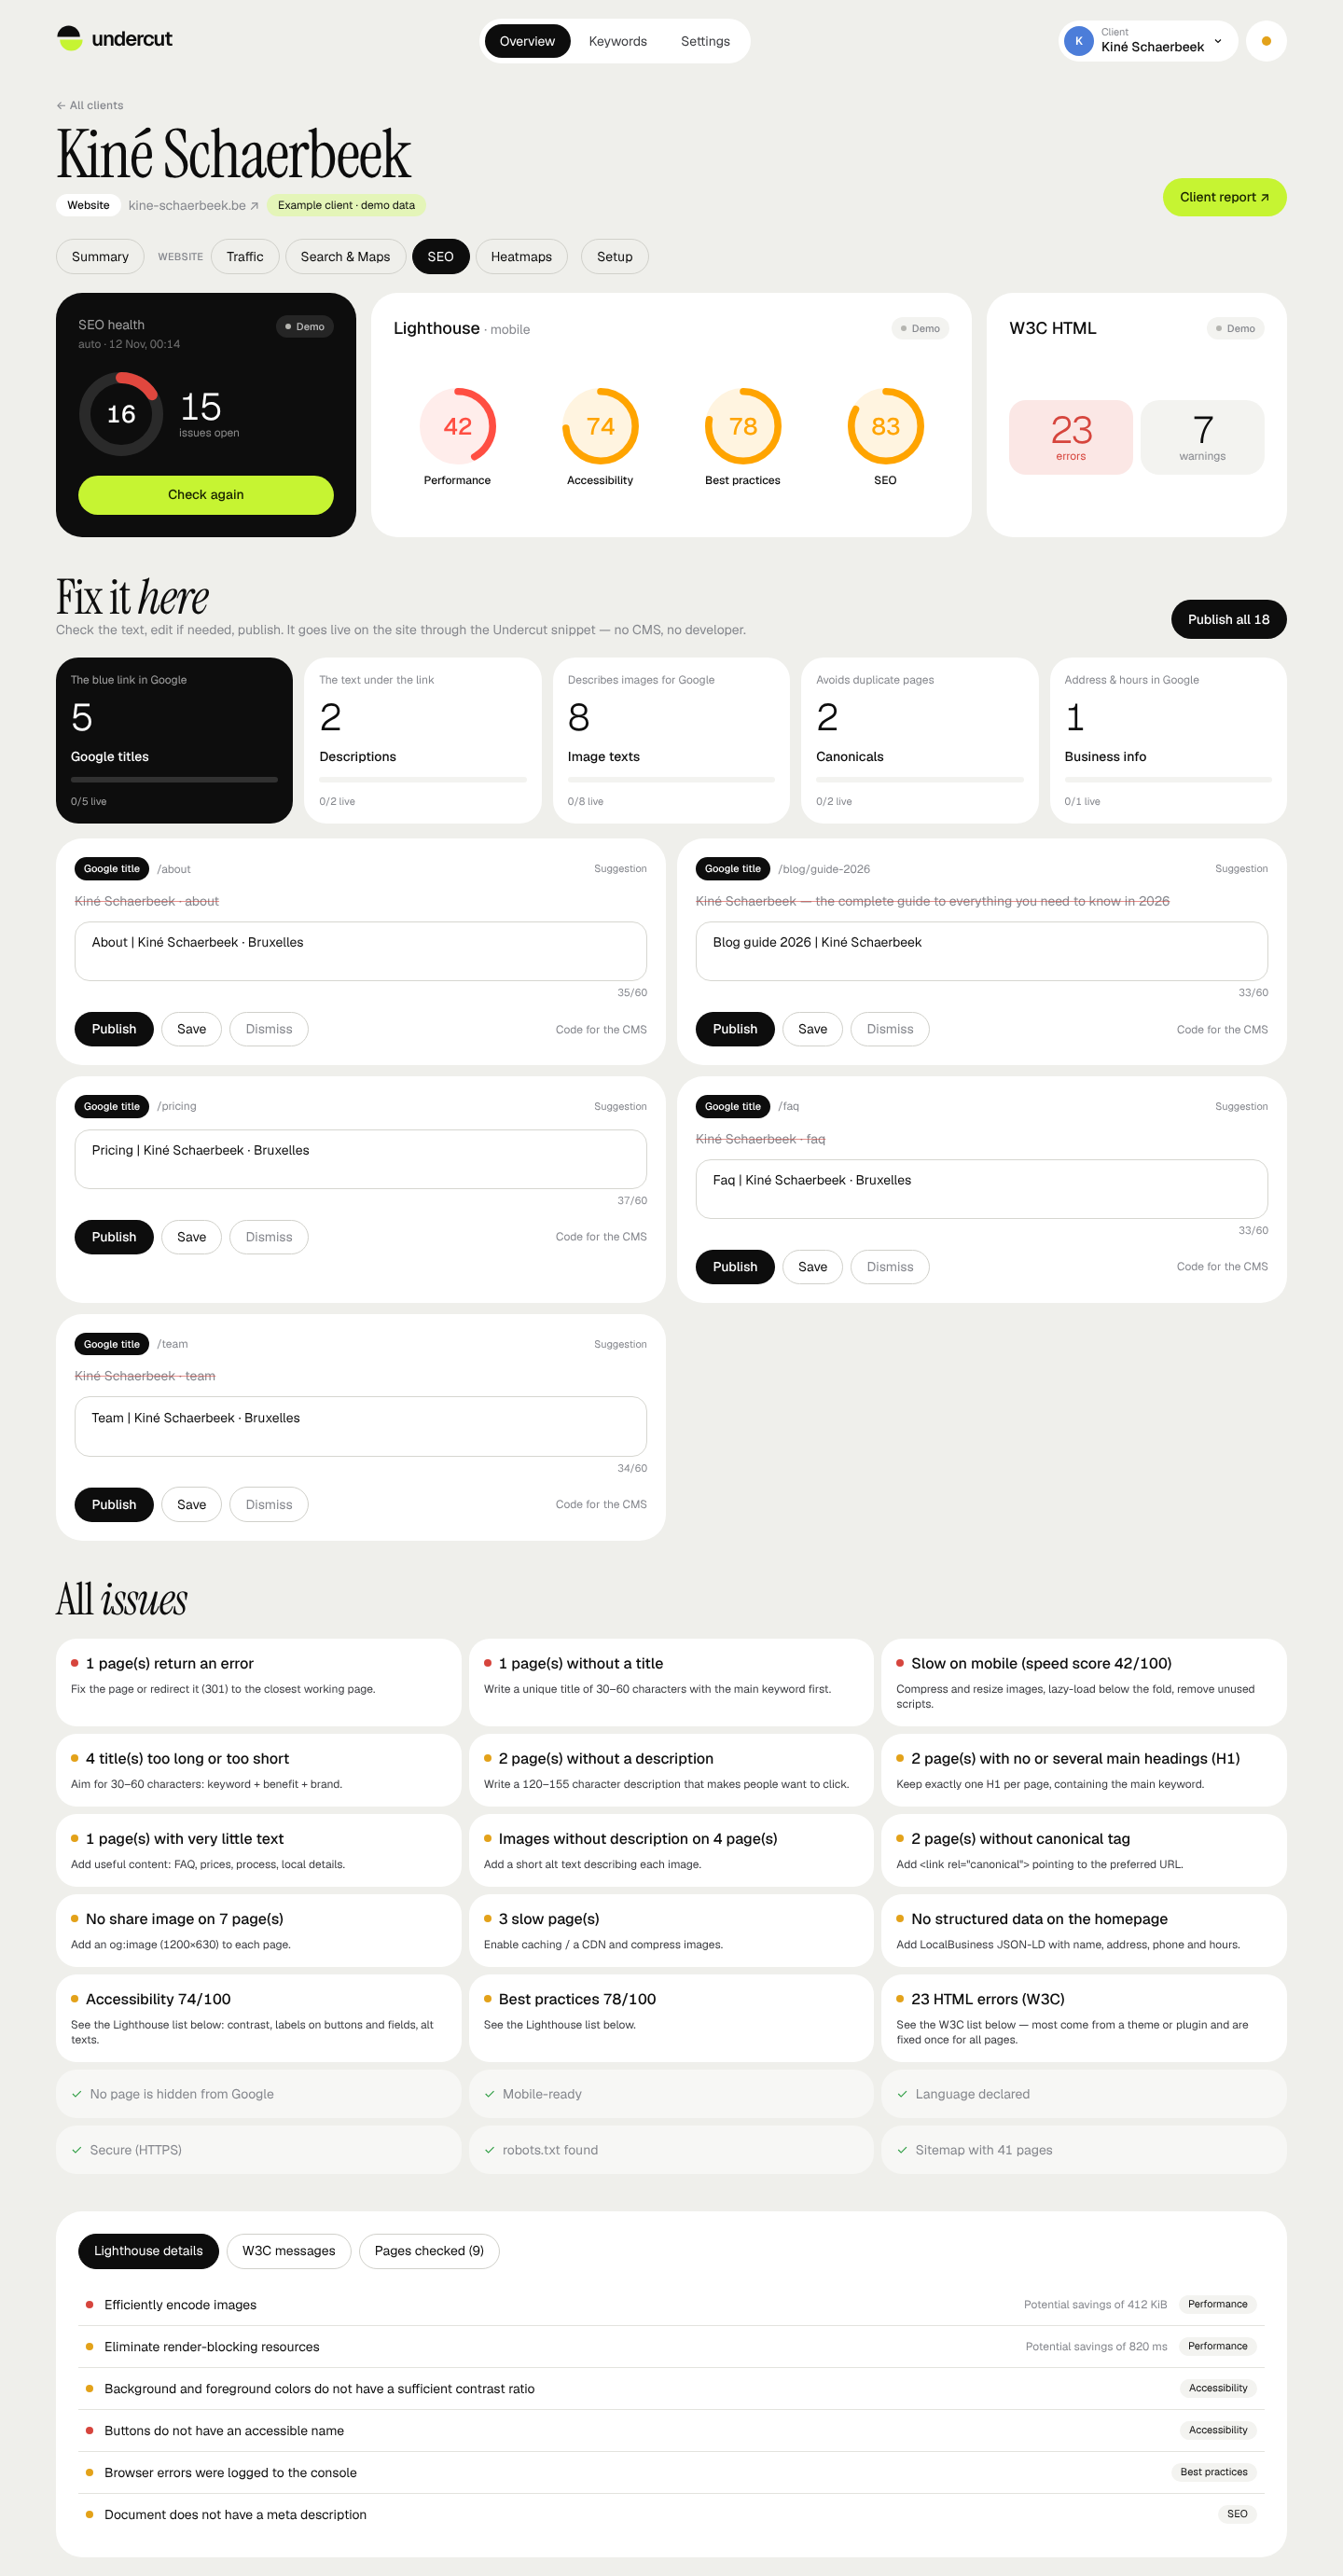 undercut
Overview
Keywords
Settings
K
Client
Kiné Schaerbeek
← All clients
Kiné Schaerbeek
Website
kine-schaerbeek.be ↗
Example client · demo data
Client report ↗
Summary
WEBSITE
Traffic
Search & Maps
SEO
Heatmaps
Setup
SEO health
auto · 12 Nov, 00:14
Demo
16
15
issues open
Check again
Lighthouse · mobile
Demo
42
Performance
74
Accessibility
78
Best practices
83
SEO
W3C HTML
Demo
23
errors
7
warnings
Fix it here
Check the text, edit if needed, publish. It goes live on the site through the Undercut snippet — no CMS, no developer.
Publish all 18
The blue link in Google
5
Google titles
0/5 live
The text under the link
2
Descriptions
0/2 live
Describes images for Google
8
Image texts
0/8 live
Avoids duplicate pages
2
Canonicals
0/2 live
Address & hours in Google
1
Business info
0/1 live
Google title
/about
Suggestion
Kiné Schaerbeek · about
About | Kiné Schaerbeek · Bruxelles
35/60
Publish
Save
Dismiss
Code for the CMS
Google title
/blog/guide-2026
Suggestion
Kiné Schaerbeek — the complete guide to everything you need to know in 2026
Blog guide 2026 | Kiné Schaerbeek
33/60
Publish
Save
Dismiss
Code for the CMS
Google title
/pricing
Suggestion
Pricing | Kiné Schaerbeek · Bruxelles
37/60
Publish
Save
Dismiss
Code for the CMS
Google title
/faq
Suggestion
Kiné Schaerbeek · faq
Faq | Kiné Schaerbeek · Bruxelles
33/60
Publish
Save
Dismiss
Code for the CMS
Google title
/team
Suggestion
Kiné Schaerbeek · team
Team | Kiné Schaerbeek · Bruxelles
34/60
Publish
Save
Dismiss
Code for the CMS
All issues
1 page(s) return an error
Fix the page or redirect it (301) to the closest working page.
1 page(s) without a title
Write a unique title of 30–60 characters with the main keyword first.
Slow on mobile (speed score 42/100)
Compress and resize images, lazy-load below the fold, remove unused
scripts.
4 title(s) too long or too short
Aim for 30–60 characters: keyword + benefit + brand.
2 page(s) without a description
Write a 120–155 character description that makes people want to click.
2 page(s) with no or several main headings (H1)
Keep exactly one H1 per page, containing the main keyword.
1 page(s) with very little text
Add useful content: FAQ, prices, process, local details.
Images without description on 4 page(s)
Add a short alt text describing each image.
2 page(s) without canonical tag
Add <link rel="canonical"> pointing to the preferred URL.
No share image on 7 page(s)
Add an og:image (1200×630) to each page.
3 slow page(s)
Enable caching / a CDN and compress images.
No structured data on the homepage
Add LocalBusiness JSON-LD with name, address, phone and hours.
Accessibility 74/100
See the Lighthouse list below: contrast, labels on buttons and fields, alt
texts.
Best practices 78/100
See the Lighthouse list below.
23 HTML errors (W3C)
See the W3C list below — most come from a theme or plugin and are
fixed once for all pages.
✓ No page is hidden from Google
✓ Mobile-ready
✓ Language declared
✓ Secure (HTTPS)
✓ robots.txt found
✓ Sitemap with 41 pages
Lighthouse details
W3C messages
Pages checked (9)
Efficiently encode images
Potential savings of 412 KiB
Performance
Eliminate render-blocking resources
Potential savings of 820 ms
Performance
Background and foreground colors do not have a sufficient contrast ratio
Accessibility
Buttons do not have an accessible name
Accessibility
Browser errors were logged to the console
Best practices
Document does not have a meta description
SEO